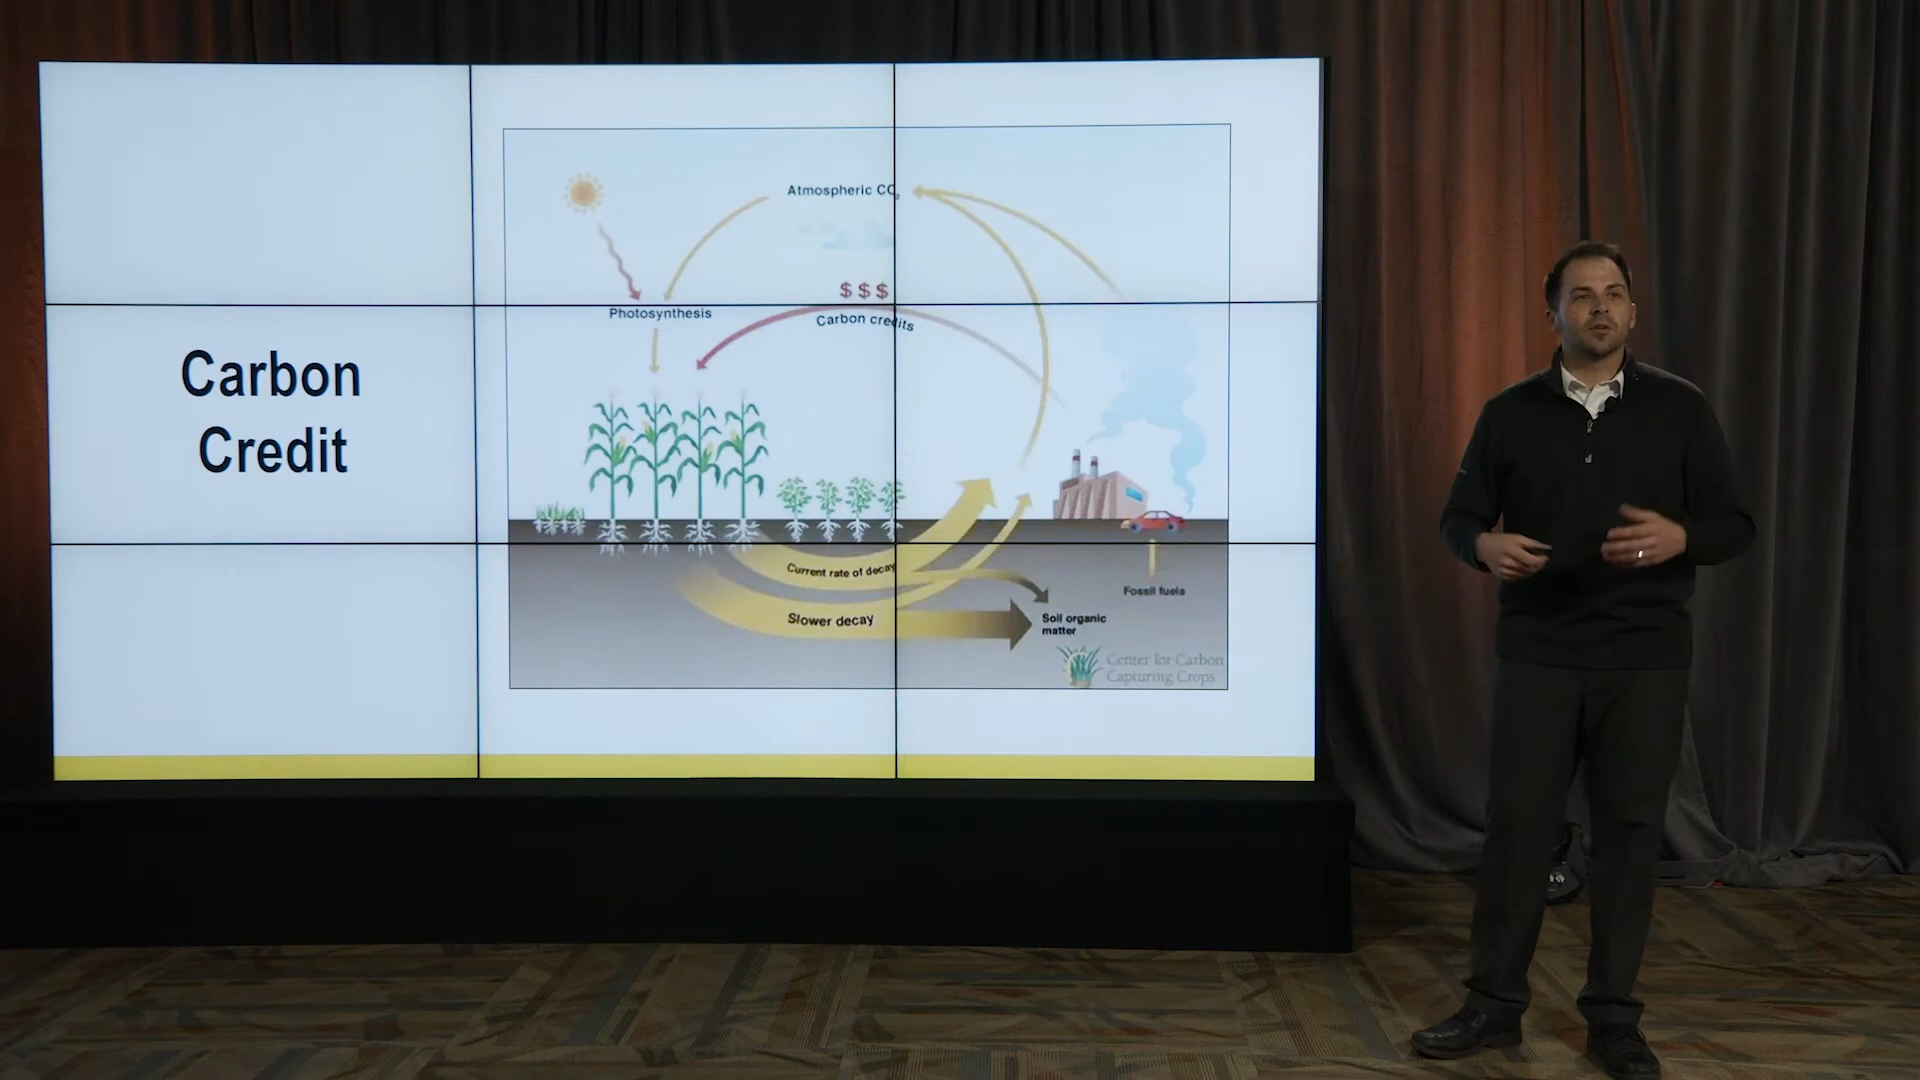 Carbon
Credit
Atmospheric CO₂
$$$
Photosynthesis
Carbon credits
Current rate of decay
Slower decay
Fossil fuels
Soil organic
matter
Center for Carbon
Capturing Crops